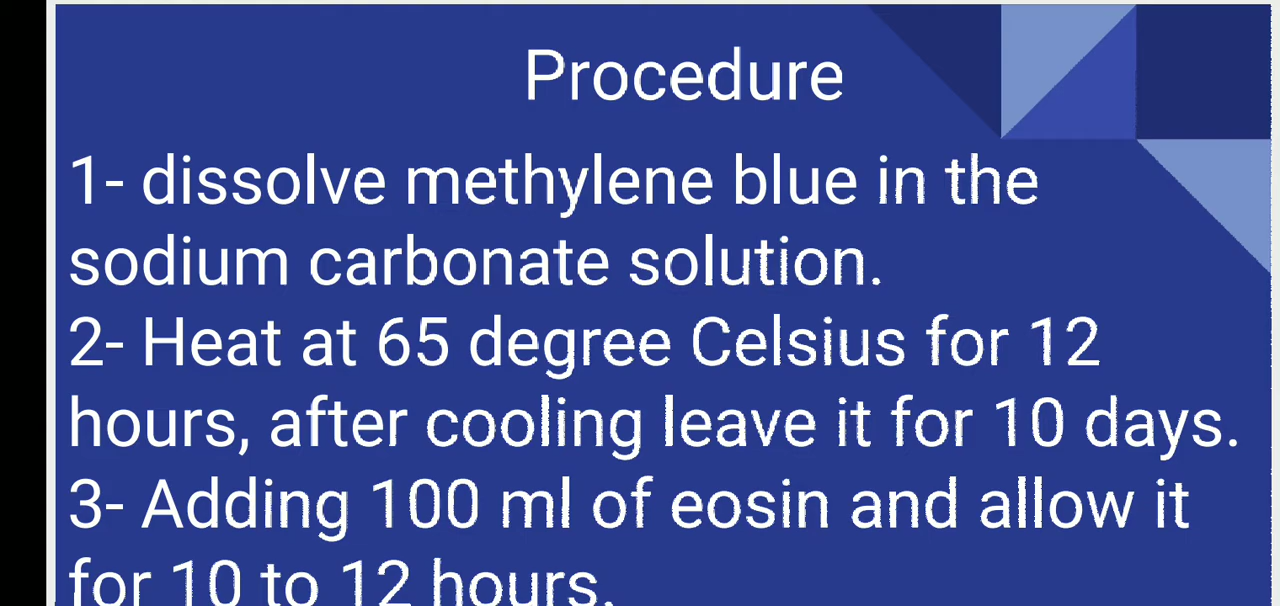 Procedure
1- dissolve methylene blue in the
sodium carbonate solution.
2- Heat at 65 degree Celsius for 12
hours, after cooling leave it for 10 days.
3- Adding 100 ml of eosin and allow it
for 10 to 12 hours.